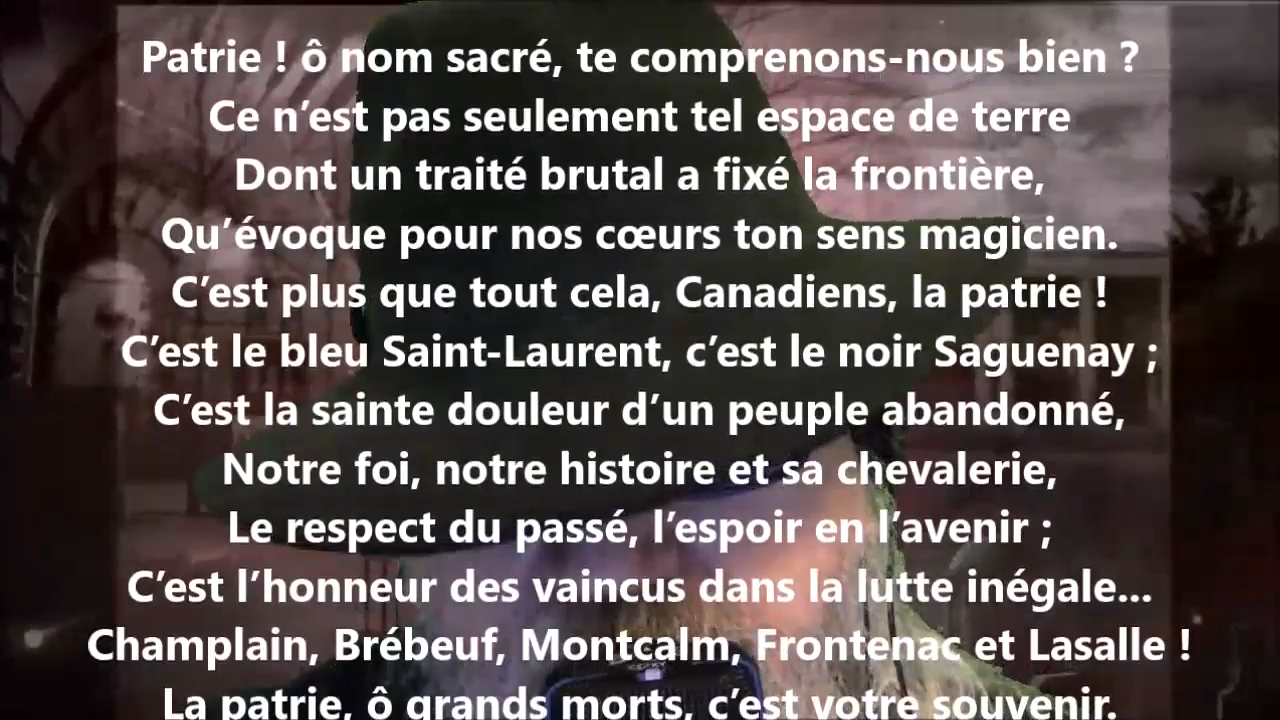 Patrie ! ô nom sacré, te comprenons-nous bien ?
Ce n’est pas seulement tel espace de terre
Dont un traité brutal a fixé la frontière,
Qu’évoque pour nos cœurs ton sens magicien.
C’est plus que tout cela, Canadiens, la patrie !
C’est le bleu Saint-Laurent, c’est le noir Saguenay ;
C’est la sainte douleur d’un peuple abandonné,
Notre foi, notre histoire et sa chevalerie,
Le respect du passé, l’espoir en l’avenir ;
C’est l’honneur des vaincus dans la lutte inégale...
Champlain, Brébeuf, Montcalm, Frontenac et Lasalle !
La patrie, ô grands morts, c’est votre souvenir.